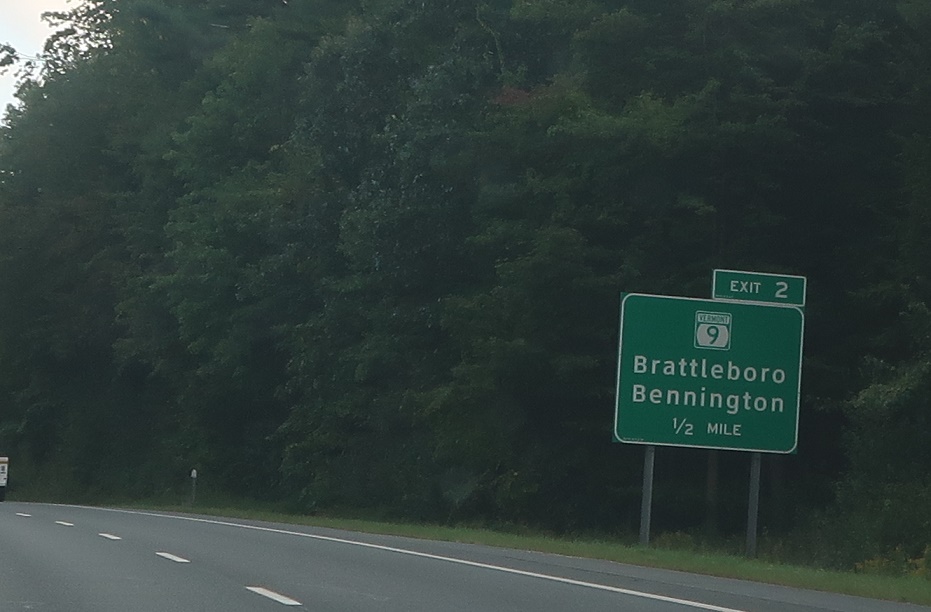 EXIT 2
VERMONT
9
Brattleboro
Bennington
1/2 MILE